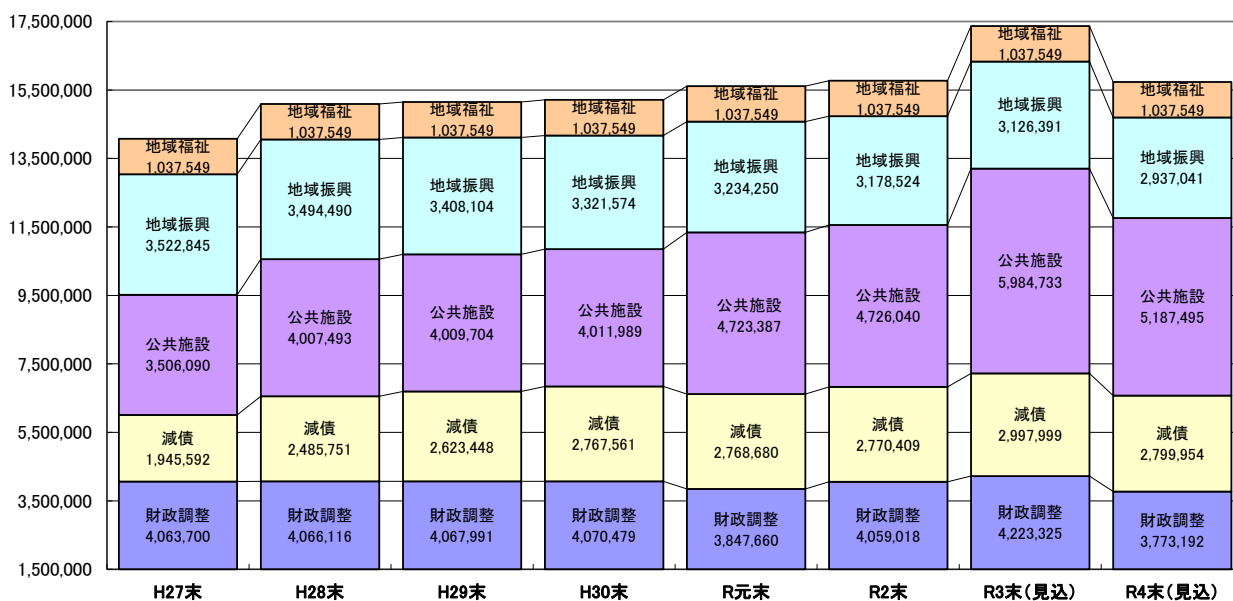 17,500,000
15,500,000
13,500,000
11,500,000
9,500,000
7,500,000
5,500,000
3,500,000
1,500,000
地域福祉
1,037,549
地域振興
3,522,845
公共施設
3,506,090
減債
1,945,592
財政調整
4,063,700
H27末
地域福祉
1,037,549
地域振興
3,494,490
公共施設
4,007,493
減債
2,485,751
財政調整
4,066,116
H28末
地域福祉
1,037,549
地域振興
3,408,104
公共施設
4,009,704
減債
2,623,448
財政調整
4,067,991
H29末
地域福祉
1,037,549
地域振興
3,321,574
公共施設
4,011,989
減債
2,767,561
財政調整
4,070,479
H30末
地域福祉
1,037,549
地域振興
3,234,250
公共施設
4,723,387
減債
2,768,680
財政調整
3,847,660
R元末
地域福祉
1,037,549
地域振興
3,178,524
公共施設
4,726,040
減債
2,770,409
財政調整
4,059,018
R2末
地域福祉
1,037,549
地域振興
3,126,391
公共施設
5,984,733
減債
2,997,999
財政調整
4,223,325
R3末(見込)
地域福祉
1,037,549
地域振興
2,937,041
公共施設
5,187,495
減債
2,799,954
財政調整
3,773,192
R4末(見込)